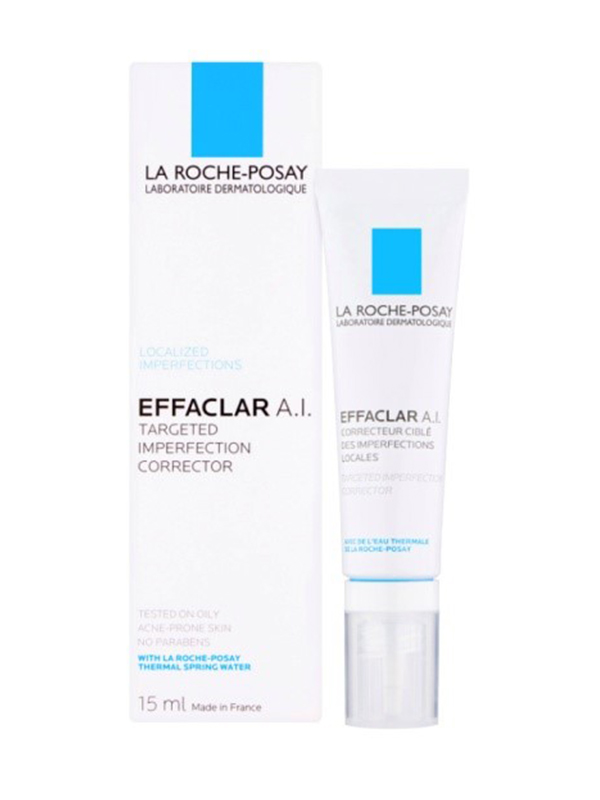 LA ROCHE-POSAY
LABORATOIRE DERMATOLOGIQUE
LOCALIZED
IMPERFECTIONS
EFFACLAR A.I.
TARGETED
IMPERFECTION
CORRECTOR
TESTED ON OILY
ACNE-PRONE SKIN
NO PARABENS
WITH LA ROCHE-POSAY
THERMAL SPRING WATER
15 ml Made in France
LA ROCHE-POSAY
LABORATOIRE DERMATOLOGIQUE
EFFACLAR A.I.
CORRECTEUR CIBLÉ
DES IMPERFECTIONS
LOCALES
TARGETED IMPERFECTION
CORRECTOR
AVEC DE L'EAU THERMALE
DE LA ROCHE-POSAY